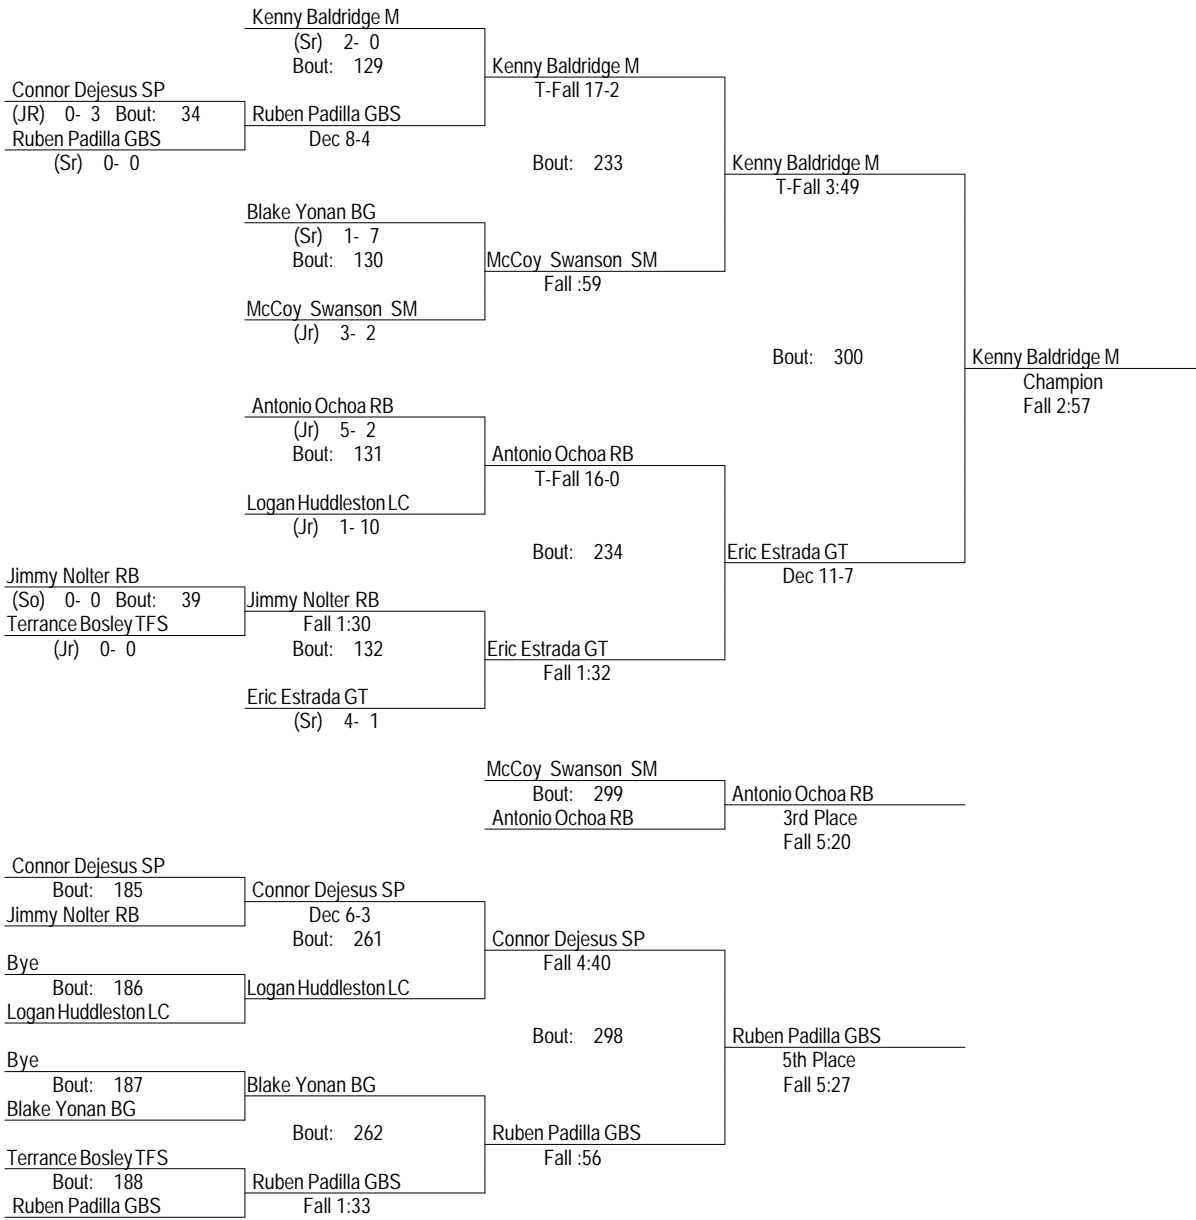 Kenny Baldridge M
(Sr) 2- 0
Bout: 129
Kenny Baldridge M
T-Fall 17-2
Connor Dejesus SP
(JR) 0- 3 Bout: 34
Ruben Padilla GBS
Dec 8-4
Ruben Padilla GBS
(Sr) 0- 0
Bout: 233
Kenny Baldridge M
T-Fall 3:49
Blake Yonan BG
(Sr) 1- 7
Bout: 130
McCoy Swanson SM
Fall :59
McCoy Swanson SM
(Jr) 3- 2
Bout: 300
Kenny Baldridge M
Champion
Fall 2:57
Antonio Ochoa RB
(Jr) 5- 2
Bout: 131
Antonio Ochoa RB
T-Fall 16-0
Logan Huddleston LC
(Jr) 1- 10
Bout: 234
Eric Estrada GT
Dec 11-7
Jimmy Nolter RB
(So) 0- 0 Bout: 39
Jimmy Nolter RB
Fall 1:30
Terrance Bosley TFS
(Jr) 0- 0
Bout: 132
Eric Estrada GT
Fall 1:32
Eric Estrada GT
(Sr) 4- 1
McCoy Swanson SM
Bout: 299
Antonio Ochoa RB
Antonio Ochoa RB
3rd Place
Fall 5:20
Connor Dejesus SP
Bout: 185
Jimmy Nolter RB
Connor Dejesus SP
Dec 6-3
Bout: 261
Connor Dejesus SP
Fall 4:40
Bye
Bout: 186
Logan Huddleston LC
Logan Huddleston LC
Bout: 298
Ruben Padilla GBS
5th Place
Fall 5:27
Bye
Bout: 187
Blake Yonan BG
Blake Yonan BG
Bout: 262
Ruben Padilla GBS
Fall :56
Terrance Bosley TFS
Bout: 188
Ruben Padilla GBS
Ruben Padilla GBS
Fall 1:33